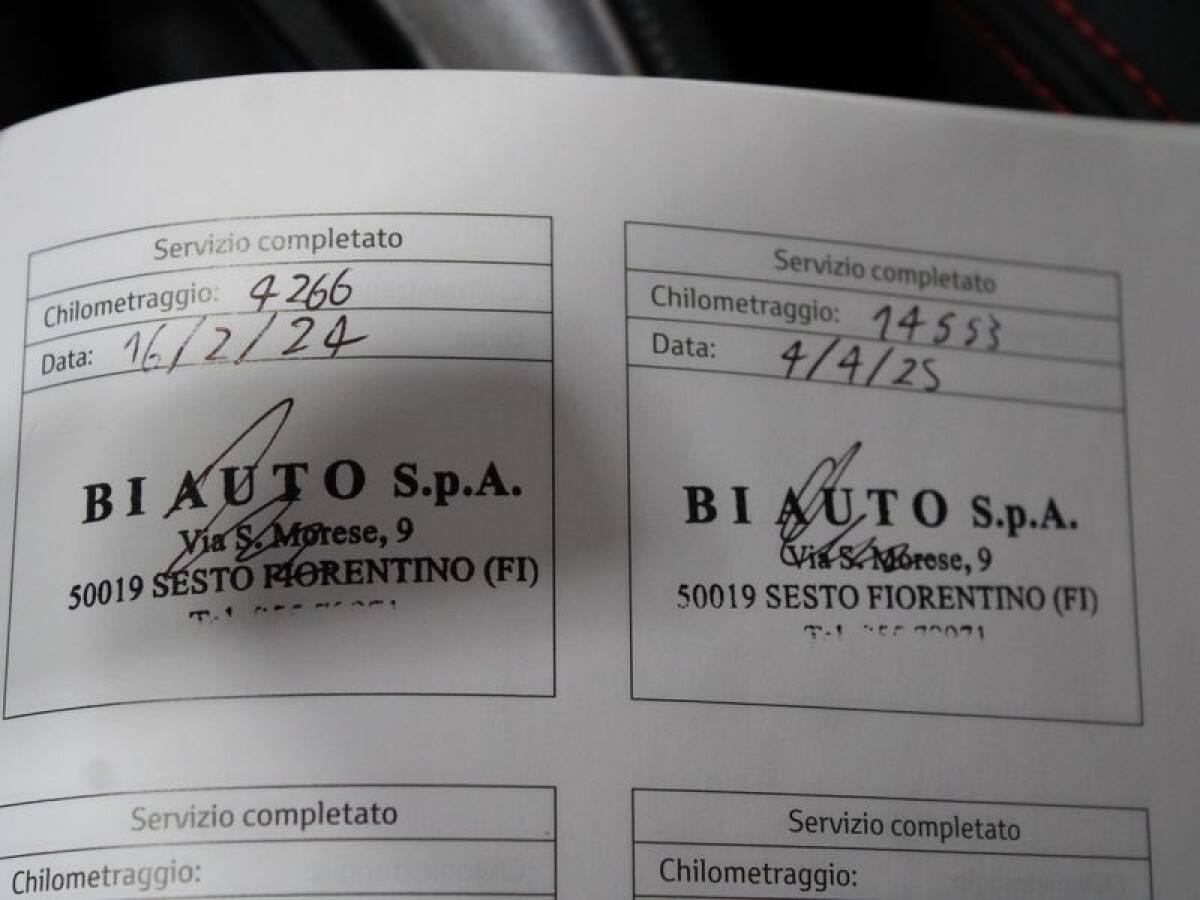 Servizio completato
Chilometraggio: 4266
Data: 16/2/24
BI AUTO S.p.A.
Via S. Morese, 9
50019 SESTO FIORENTINO (FI)
Servizio completato
Chilometraggio: 14553
Data: 4/4/25
BI AUTO S.p.A.
Via S. Morese, 9
50019 SESTO FIORENTINO (FI)
Servizio completato
Chilometraggio:
Servizio completato
Chilometraggio: